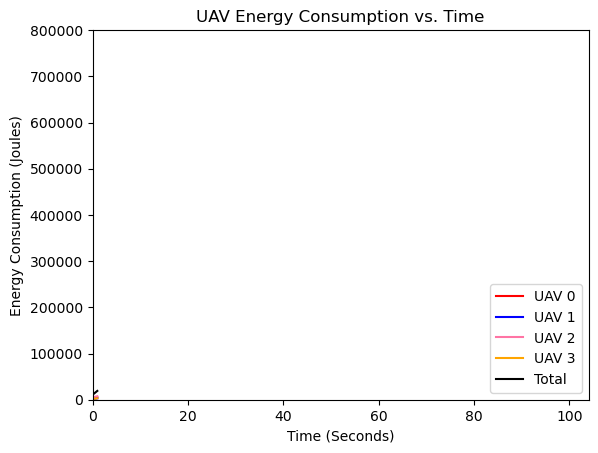 UAV Energy Consumption vs. Time
800000
700000
600000
500000
400000
300000
200000
100000
0
Energy Consumption (Joules)
0 20 40 60 80 100
Time (Seconds)
UAV 0
UAV 1
UAV 2
UAV 3
Total